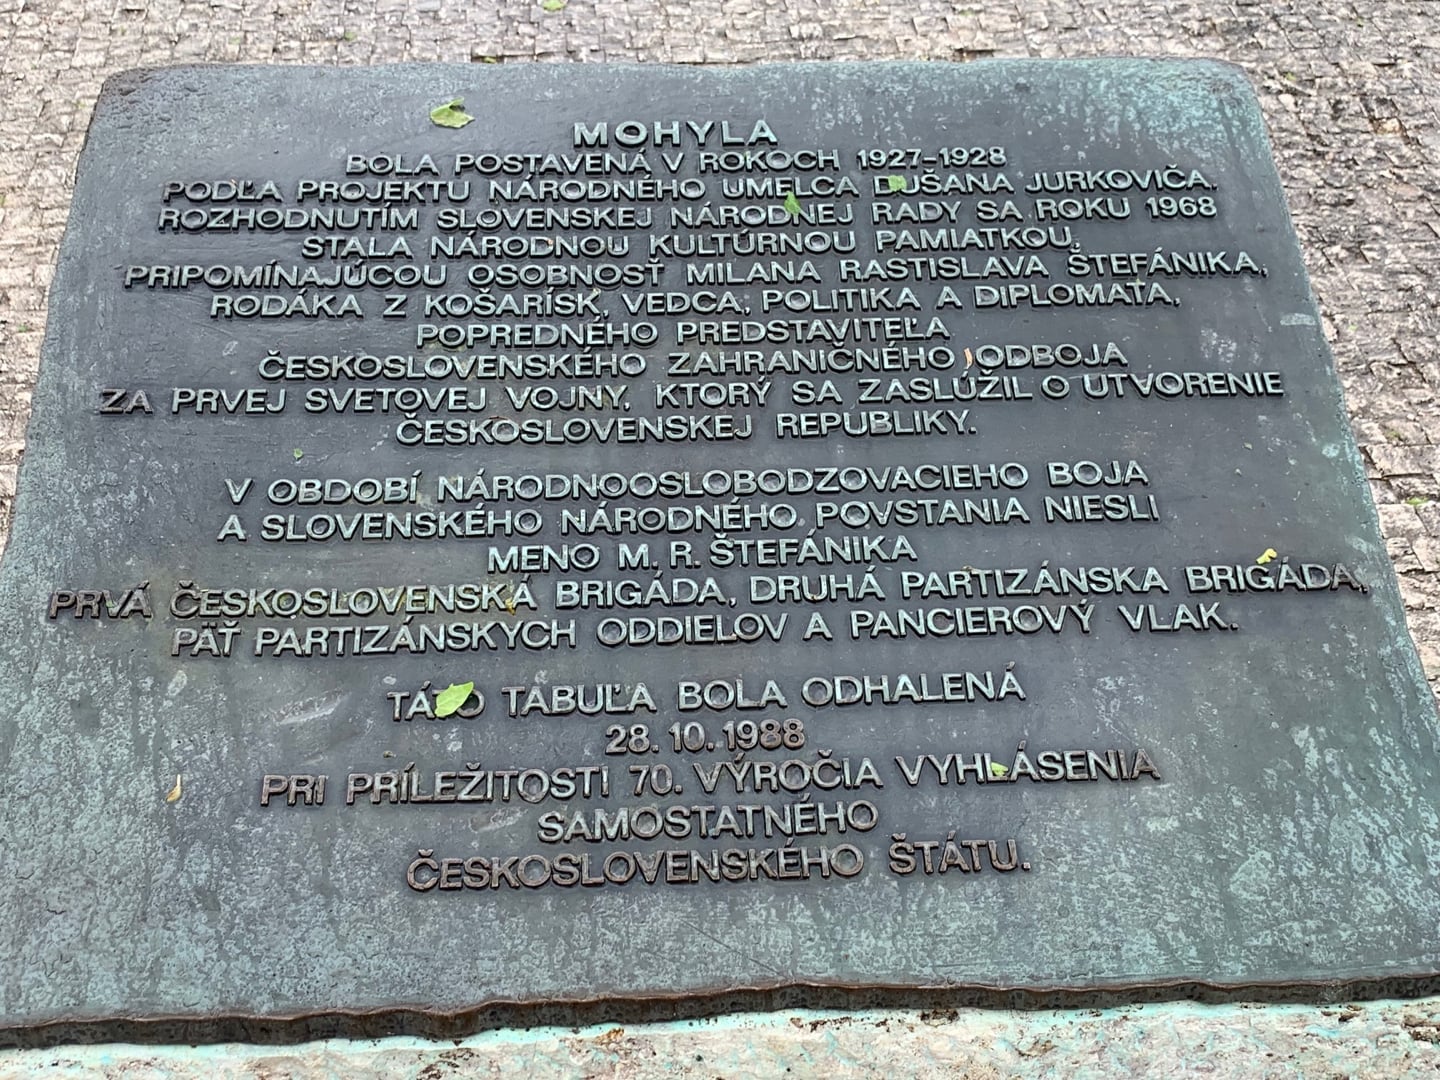 MOHYLA
BOLA POSTAVENÁ V ROKOCH 1927-1928
PODĽA PROJEKTU NÁRODNÉHO UMELCA DUŠANA JURKOVIČA.
ROZHODNUTÍM SLOVENSKEJ NÁRODNEJ RADY SA ROKU 1968
STALA NÁRODNOU KULTÚRNOU PAMIATKOU,
PRIPOMÍNAJÚCOU OSOBNOSŤ MILANA RASTISLAVA ŠTEFÁNIKA,
RODÁKA Z KOŠARÍSK, VEDCA, POLITIKA A DIPLOMATA,
POPREDNÉHO PREDSTAVITEĽA
ČESKOSLOVENSKÉHO ZAHRANIČNÉHO ODBOJA
ZA PRVEJ SVETOVEJ VOJNY, KTORÝ SA ZASLÚŽIL O UTVORENIE
ČESKOSLOVENSKEJ REPUBLIKY.
V OBDOBÍ NÁRODNOOSLOBODZOVACIEHO BOJA
A SLOVENSKÉHO NÁRODNÉHO POVSTANIA NIESLI
MENO M. R. ŠTEFÁNIKA
PRVÁ ČESKOSLOVENSKÁ BRIGÁDA, DRUHÁ PARTIZÁNSKA BRIGÁDA,
PÄŤ PARTIZÁNSKYCH ODDIELOV A PANCIEROVÝ VLAK.
TÁTO TABUĽA BOLA ODHALENÁ
28. 10. 1988
PRI PRÍLEŽITOSTI 70. VÝROČIA VYHLÁSENIA
SAMOSTATNÉHO
ČESKOSLOVENSKÉHO ŠTÁTU.